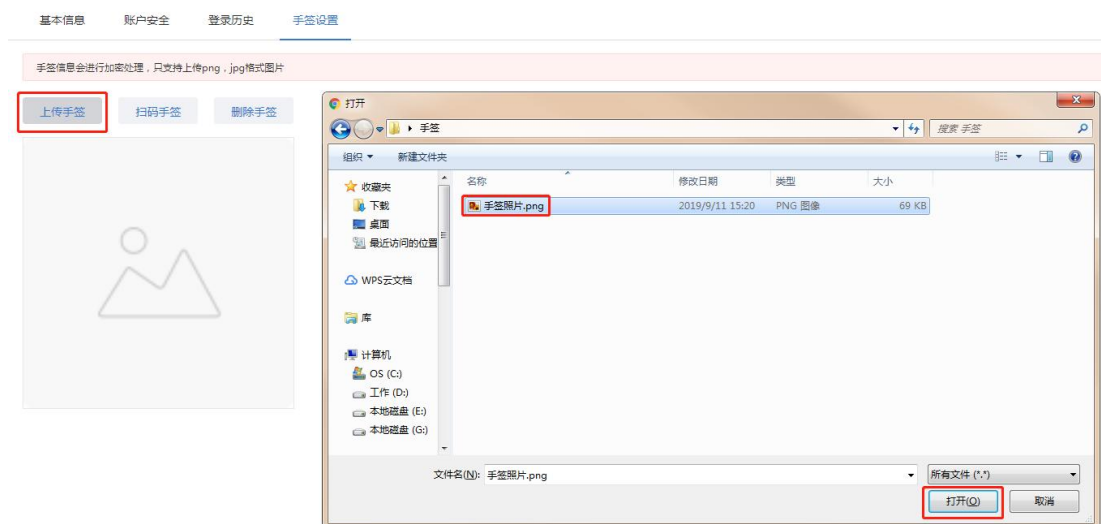 基本信息 账户安全 登录历史 手签设置
手签信息会进行加密处理，只支持上传png，jpg格式图片
上传手签 扫码手签 删除手签
打开
手签
搜索 手签
组织 新建文件夹
名称 修改日期 类型 大小
手签照片.png 2019/9/11 15:20 PNG 图像 69 KB
收藏夹
下载
桌面
最近访问的位置
WPS云文档
库
计算机
OS (C:)
工作 (D:)
本地磁盘 (E:)
本地磁盘 (G:)
文件名(N): 手签照片.png 所有文件 (*.*)
打开(O) 取消